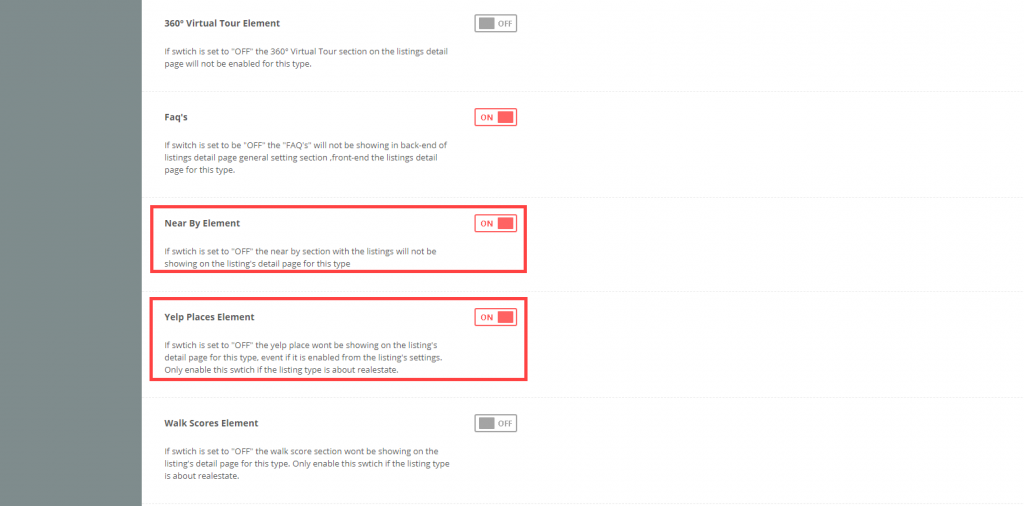 360° Virtual Tour Element
OFF
If swtich is set to "OFF" the 360° Virtual Tour section on the listings detail
page will not be enabled for this type.
Faq's
ON
If switch is set to be "OFF" the "FAQ's" will not be showing in back-end of
listings detail page general setting section ,front-end the listings detail
page for this type.
Near By Element
ON
If swtich is set to "OFF" the near by section with the listings will not be
showing on the listing's detail page for this type
Yelp Places Element
ON
If swtich is set to "OFF" the yelp place wont be showing on the listing's
detail page for this type, event if it is enabled from the listing's settings.
Only enable this swtich if the listing type is about realestate.
Walk Scores Element
OFF
If swtich is set to "OFF" the walk score section wont be showing on the
listing's detail page for this type. Only enable this swtich if the listing type
is about realestate.